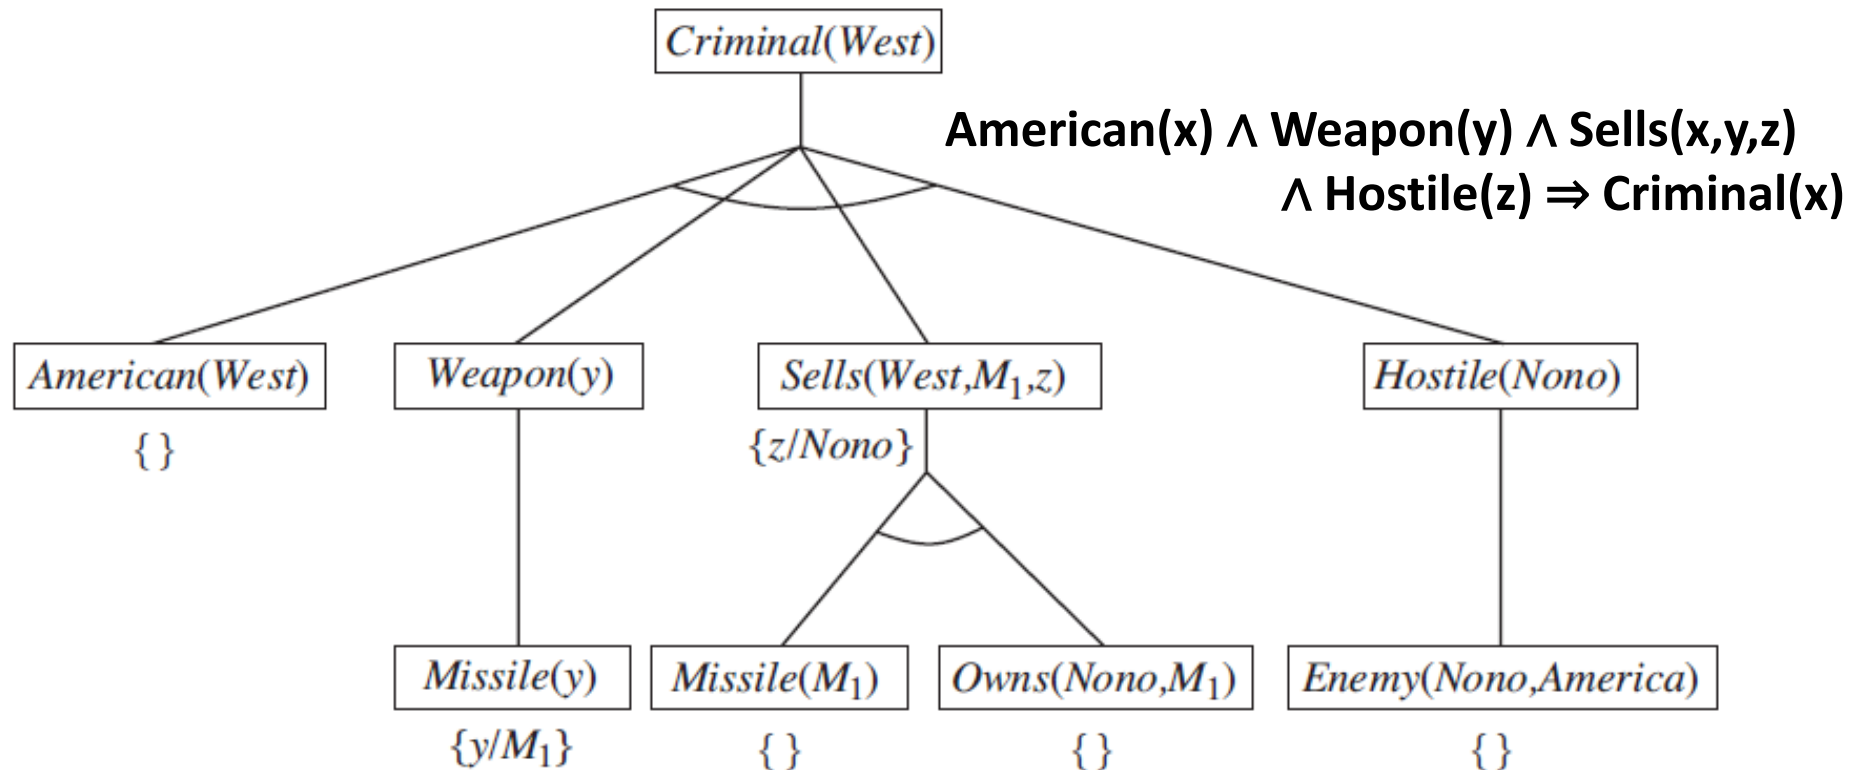 Criminal(West)
American(x) ∧ Weapon(y) ∧ Sells(x,y,z)
∧ Hostile(z) ⇒ Criminal(x)
American(West)
Weapon(y)
Sells(West,M₁,z)
Hostile(Nono)
{ }
{z/Nono}
Missile(y)
Missile(M₁)
Owns(Nono,M₁)
Enemy(Nono,America)
{y/M₁}
{ }
{ }
{ }